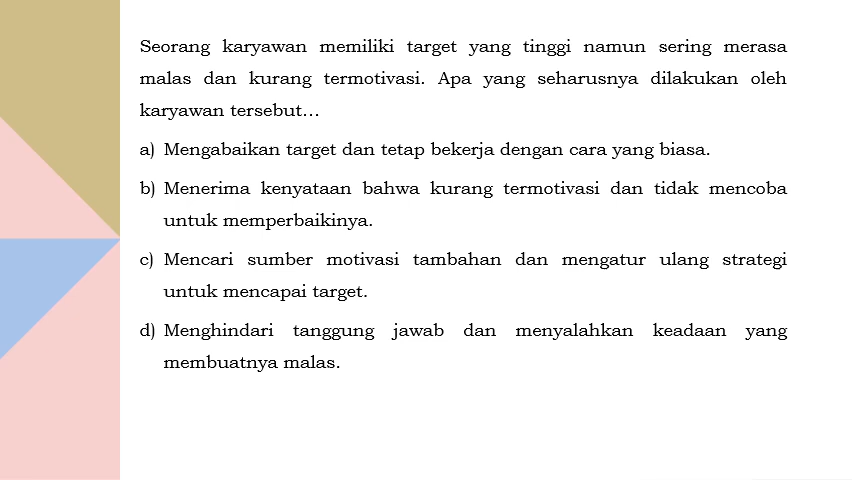 Seorang karyawan memiliki target yang tinggi namun sering merasa
malas dan kurang termotivasi. Apa yang seharusnya dilakukan oleh
karyawan tersebut...
a) Mengabaikan target dan tetap bekerja dengan cara yang biasa.
b) Menerima kenyataan bahwa kurang termotivasi dan tidak mencoba
untuk memperbaikinya.
c) Mencari sumber motivasi tambahan dan mengatur ulang strategi
untuk mencapai target.
d) Menghindari tanggung jawab dan menyalahkan keadaan yang
membuatnya malas.